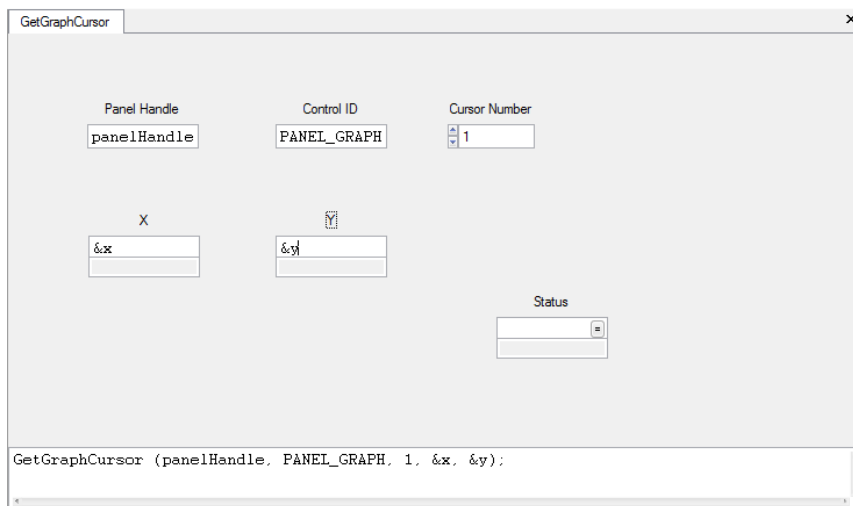 GetGraphCursor
Panel Handle Control ID Cursor Number
panelHandle PANEL_GRAPH 1
X Y
&x &y
Status
=
GetGraphCursor (panelHandle, PANEL_GRAPH, 1, &x, &y);